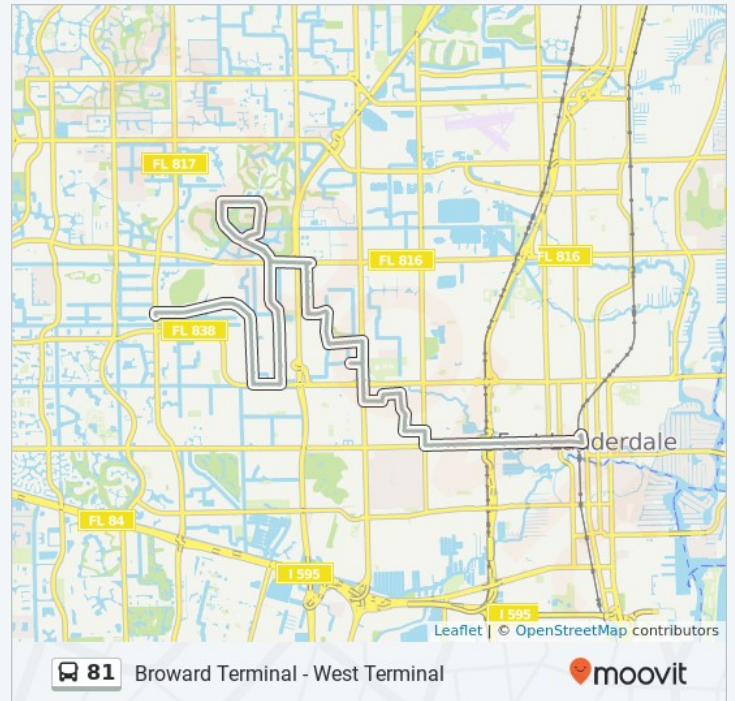 FL 817
FL 816
FL 816
FL 838
Fort Lauderdale
FL 84
I 595
I 595
Leaflet | © OpenStreetMap contributors
81 Broward Terminal - West Terminal
moovit